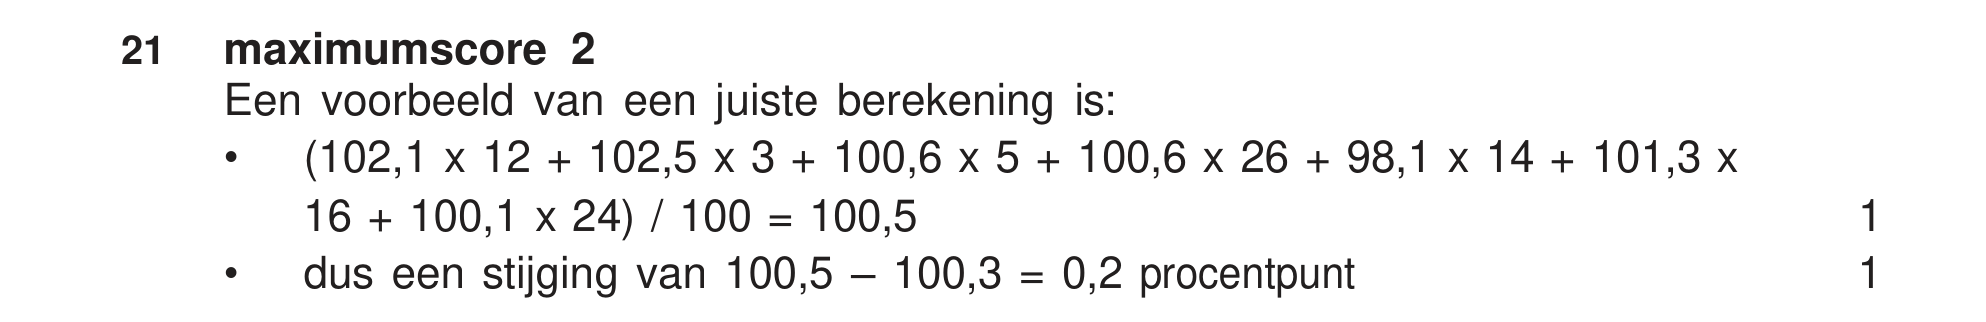 21 maximumscore 2
Een voorbeeld van een juiste berekening is:
• (102,1 x 12 + 102,5 x 3 + 100,6 x 5 + 100,6 x 26 + 98,1 x 14 + 101,3 x
16 + 100,1 x 24) / 100 = 100,5 1
• dus een stijging van 100,5 – 100,3 = 0,2 procentpunt 1